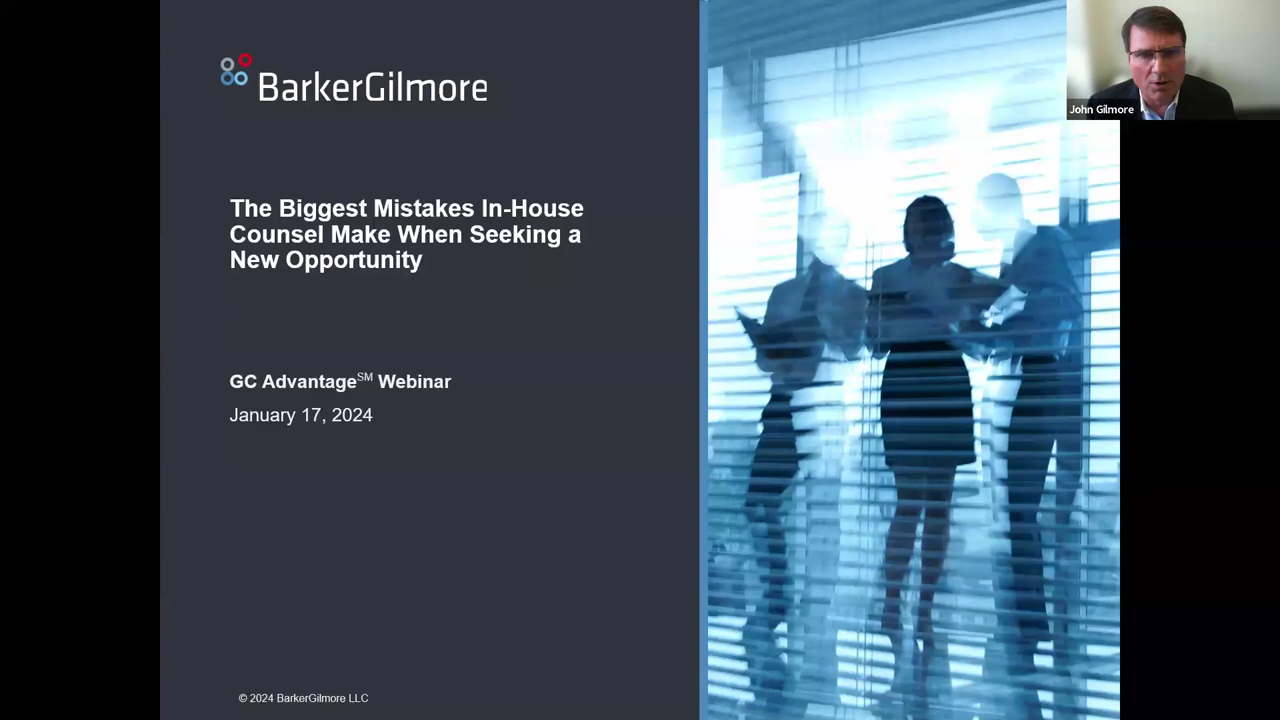 BarkerGilmore
John Gilmore
The Biggest Mistakes In-House
Counsel Make When Seeking a
New Opportunity
GC Advantage℠ Webinar
January 17, 2024
© 2024 BarkerGilmore LLC